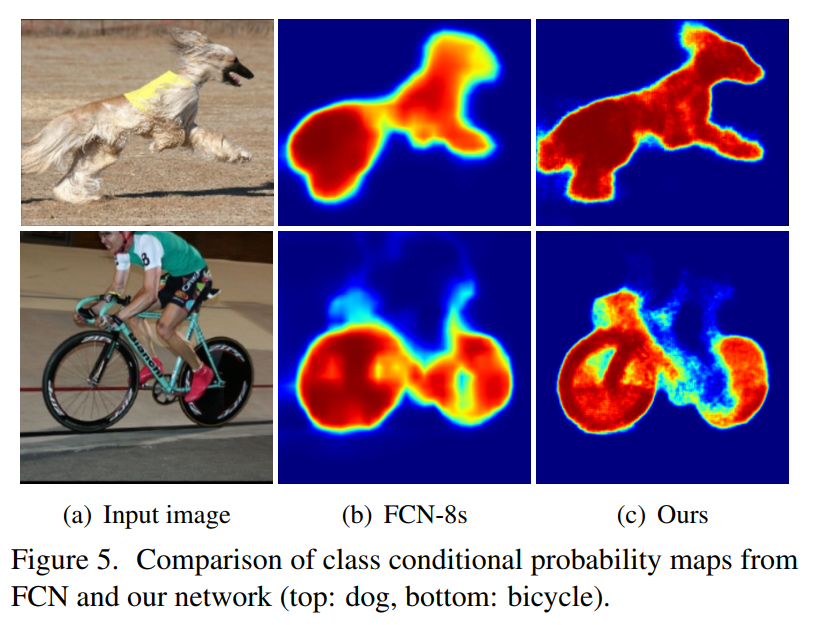 (a) Input image
(b) FCN-8s
(c) Ours
Figure 5. Comparison of class conditional probability maps from
FCN and our network (top: dog, bottom: bicycle).